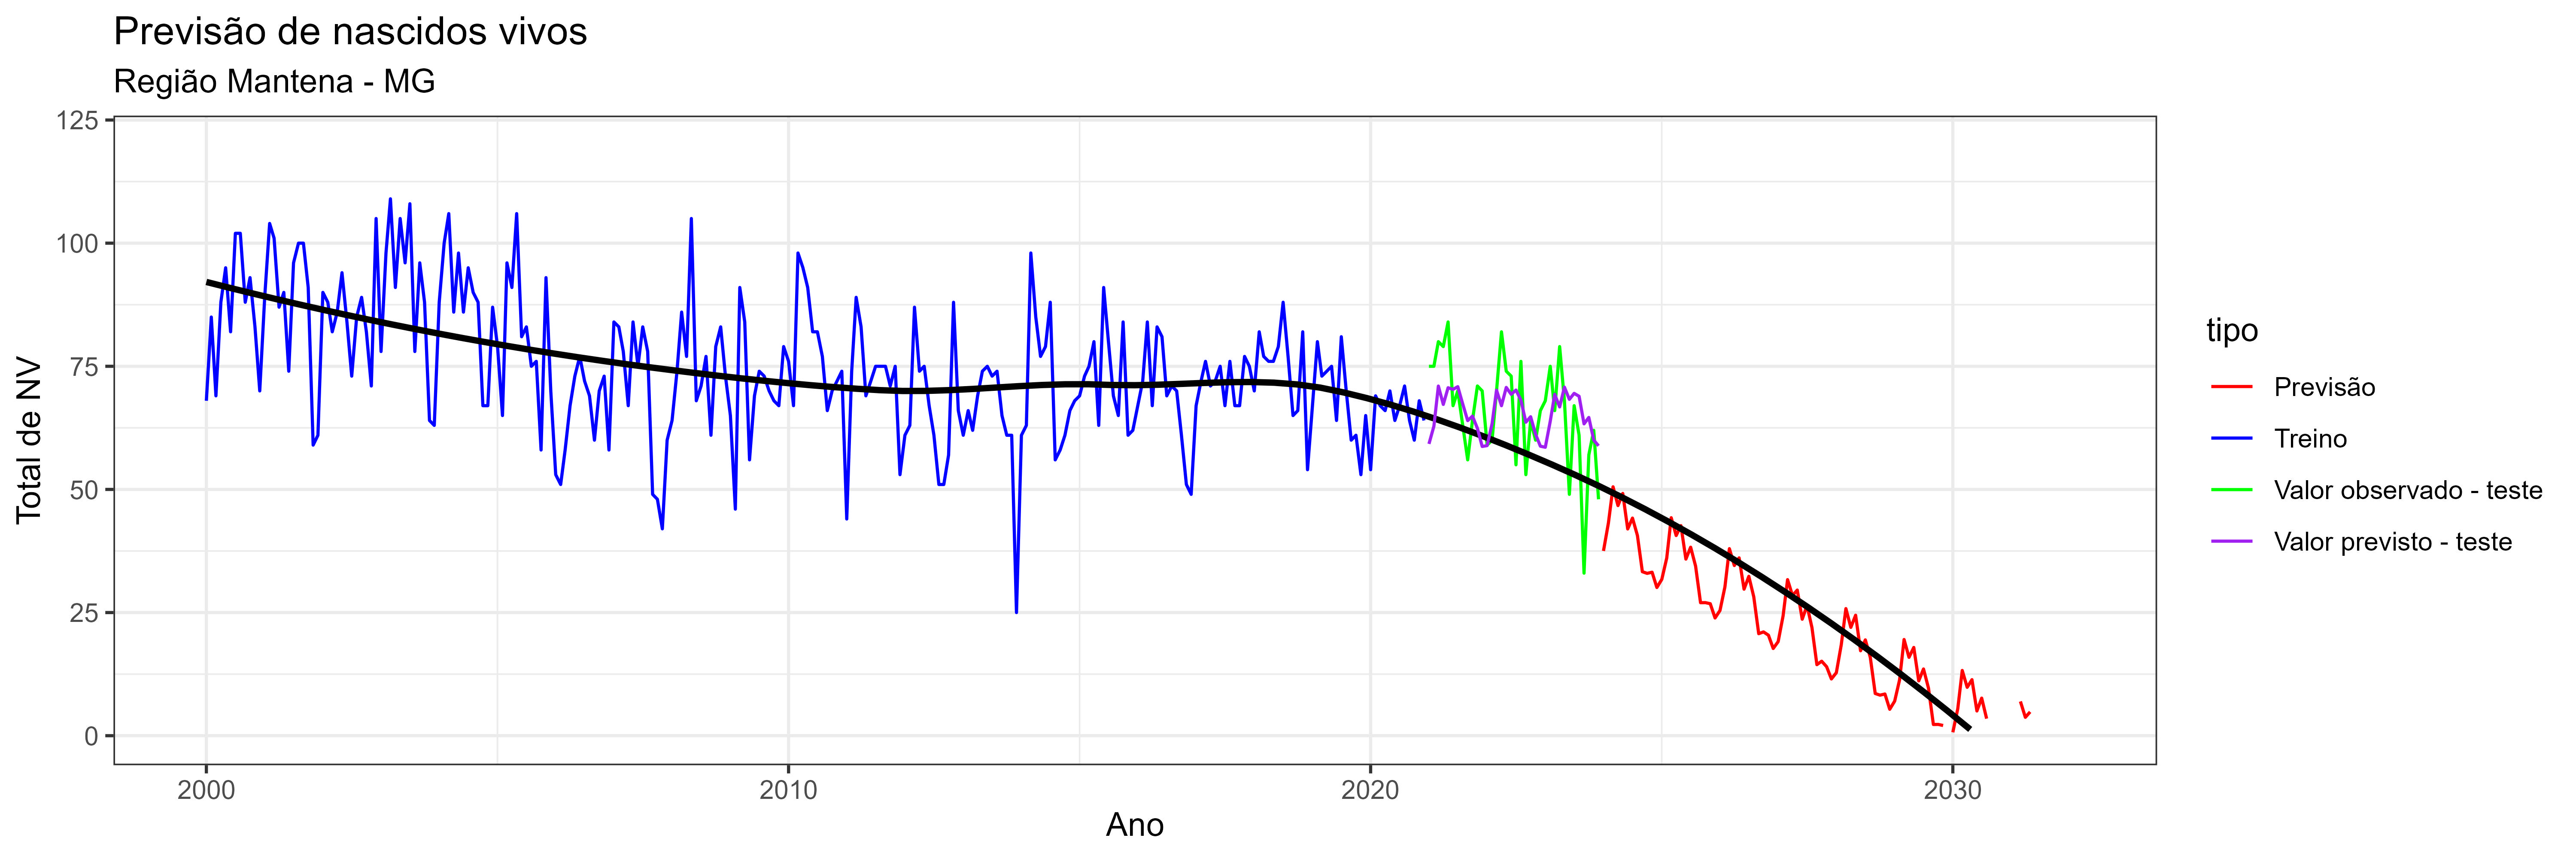 Previsão de nascidos vivos
Região Mantena - MG
Total de NV
125
100
75
50
25
0
2000
2010
2020
2030
Ano
tipo
Previsão
Treino
Valor observado - teste
Valor previsto - teste